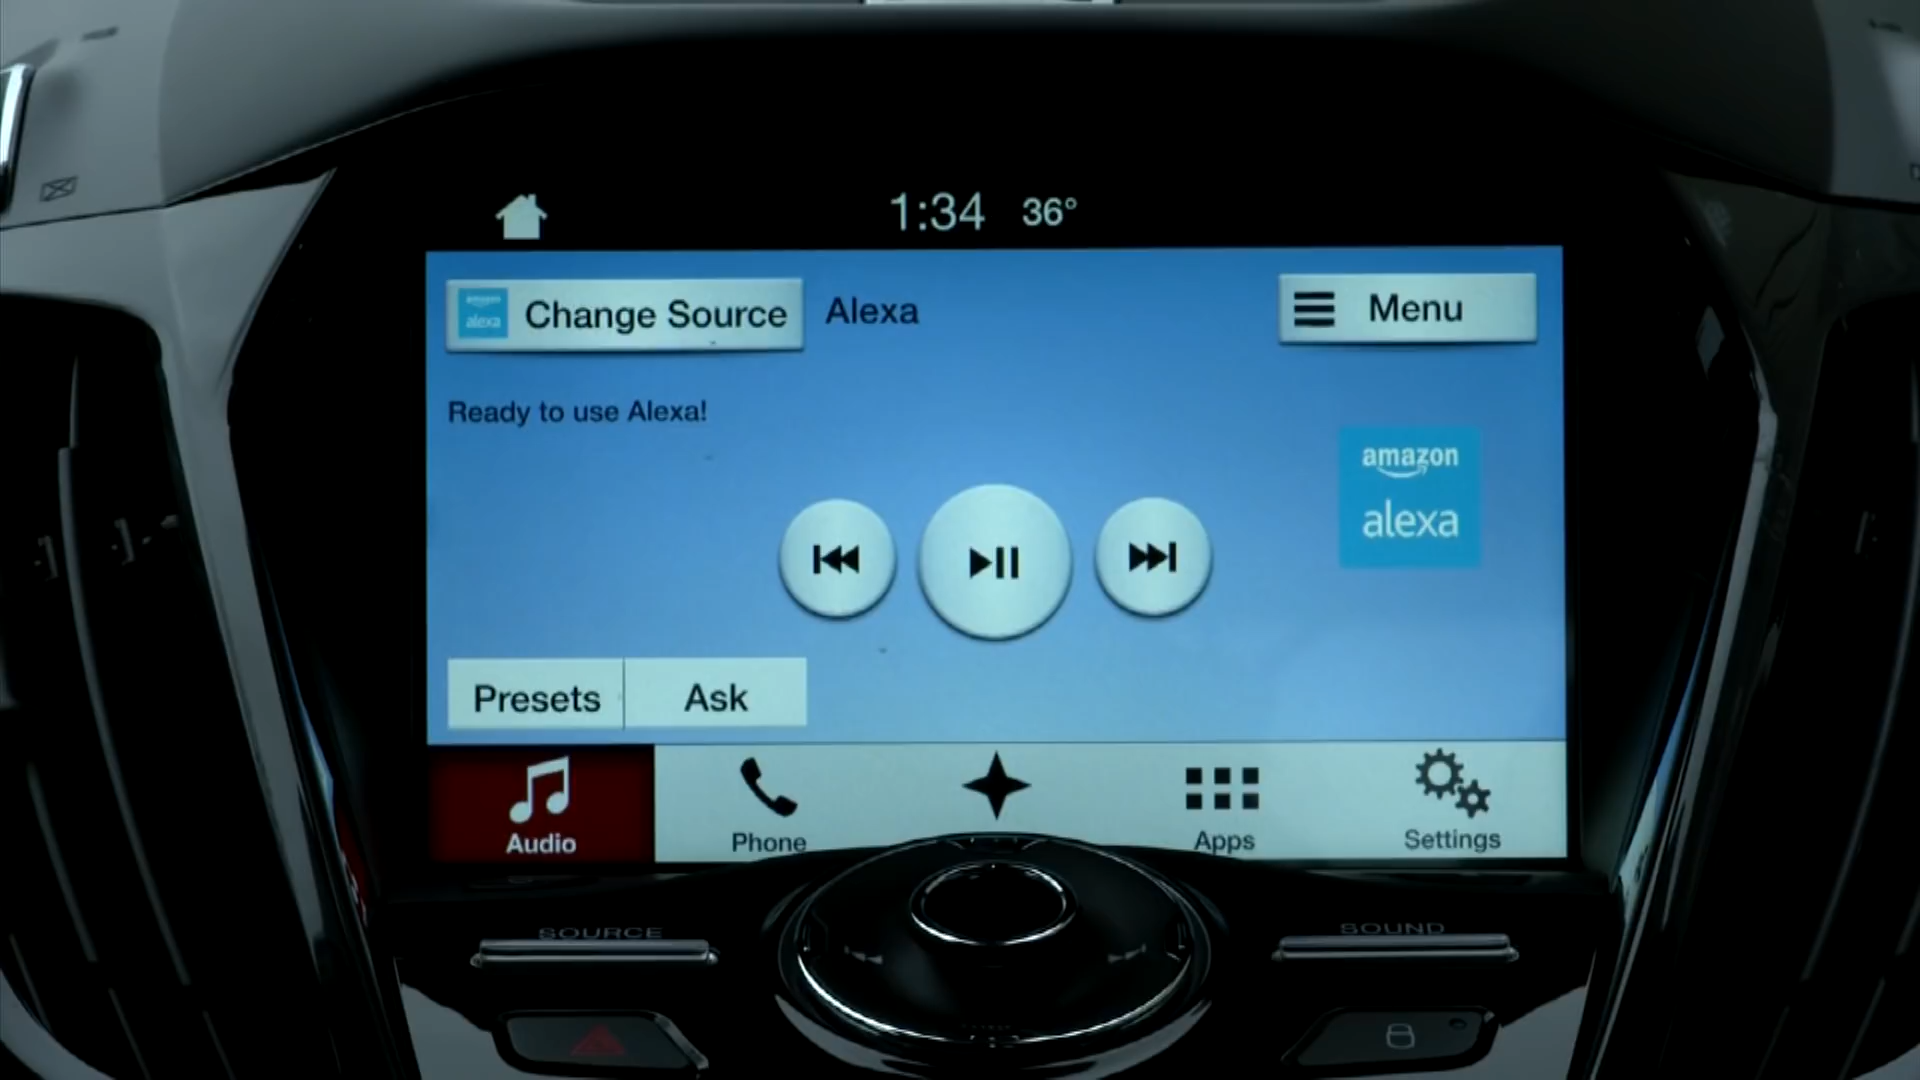 1:34 36°
amazon alexa Change Source
Alexa
Menu
Ready to use Alexa!
amazon
alexa
Presets
Ask
Audio
Phone
Apps
Settings
SOURCE
SOUND